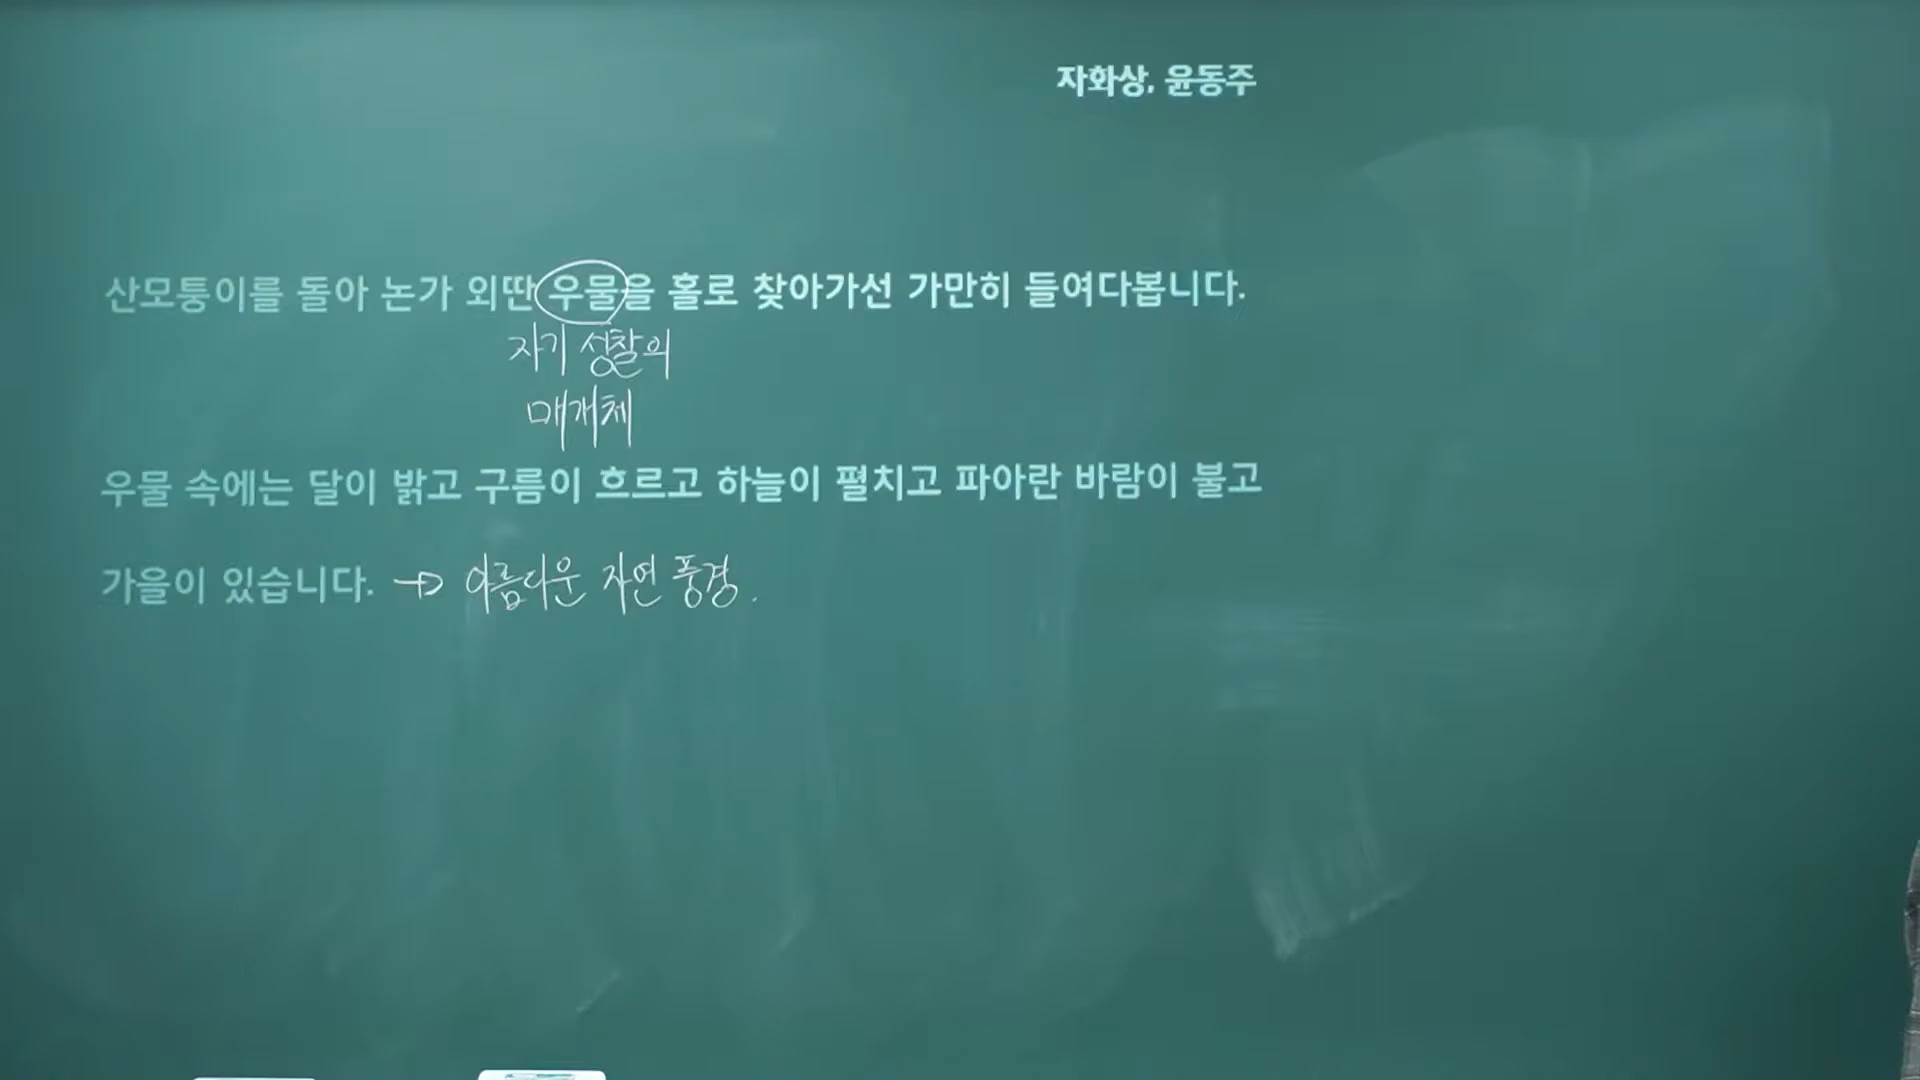 자화상, 윤동주
산모퉁이를 돌아 논가 외딴 우물을 홀로 찾아가선 가만히 들여다봅니다.
자기 성찰의
매개체
우물 속에는 달이 밝고 구름이 흐르고 하늘이 펼치고 파아란 바람이 불고
가을이 있습니다. → 아름다운 자연 풍경.